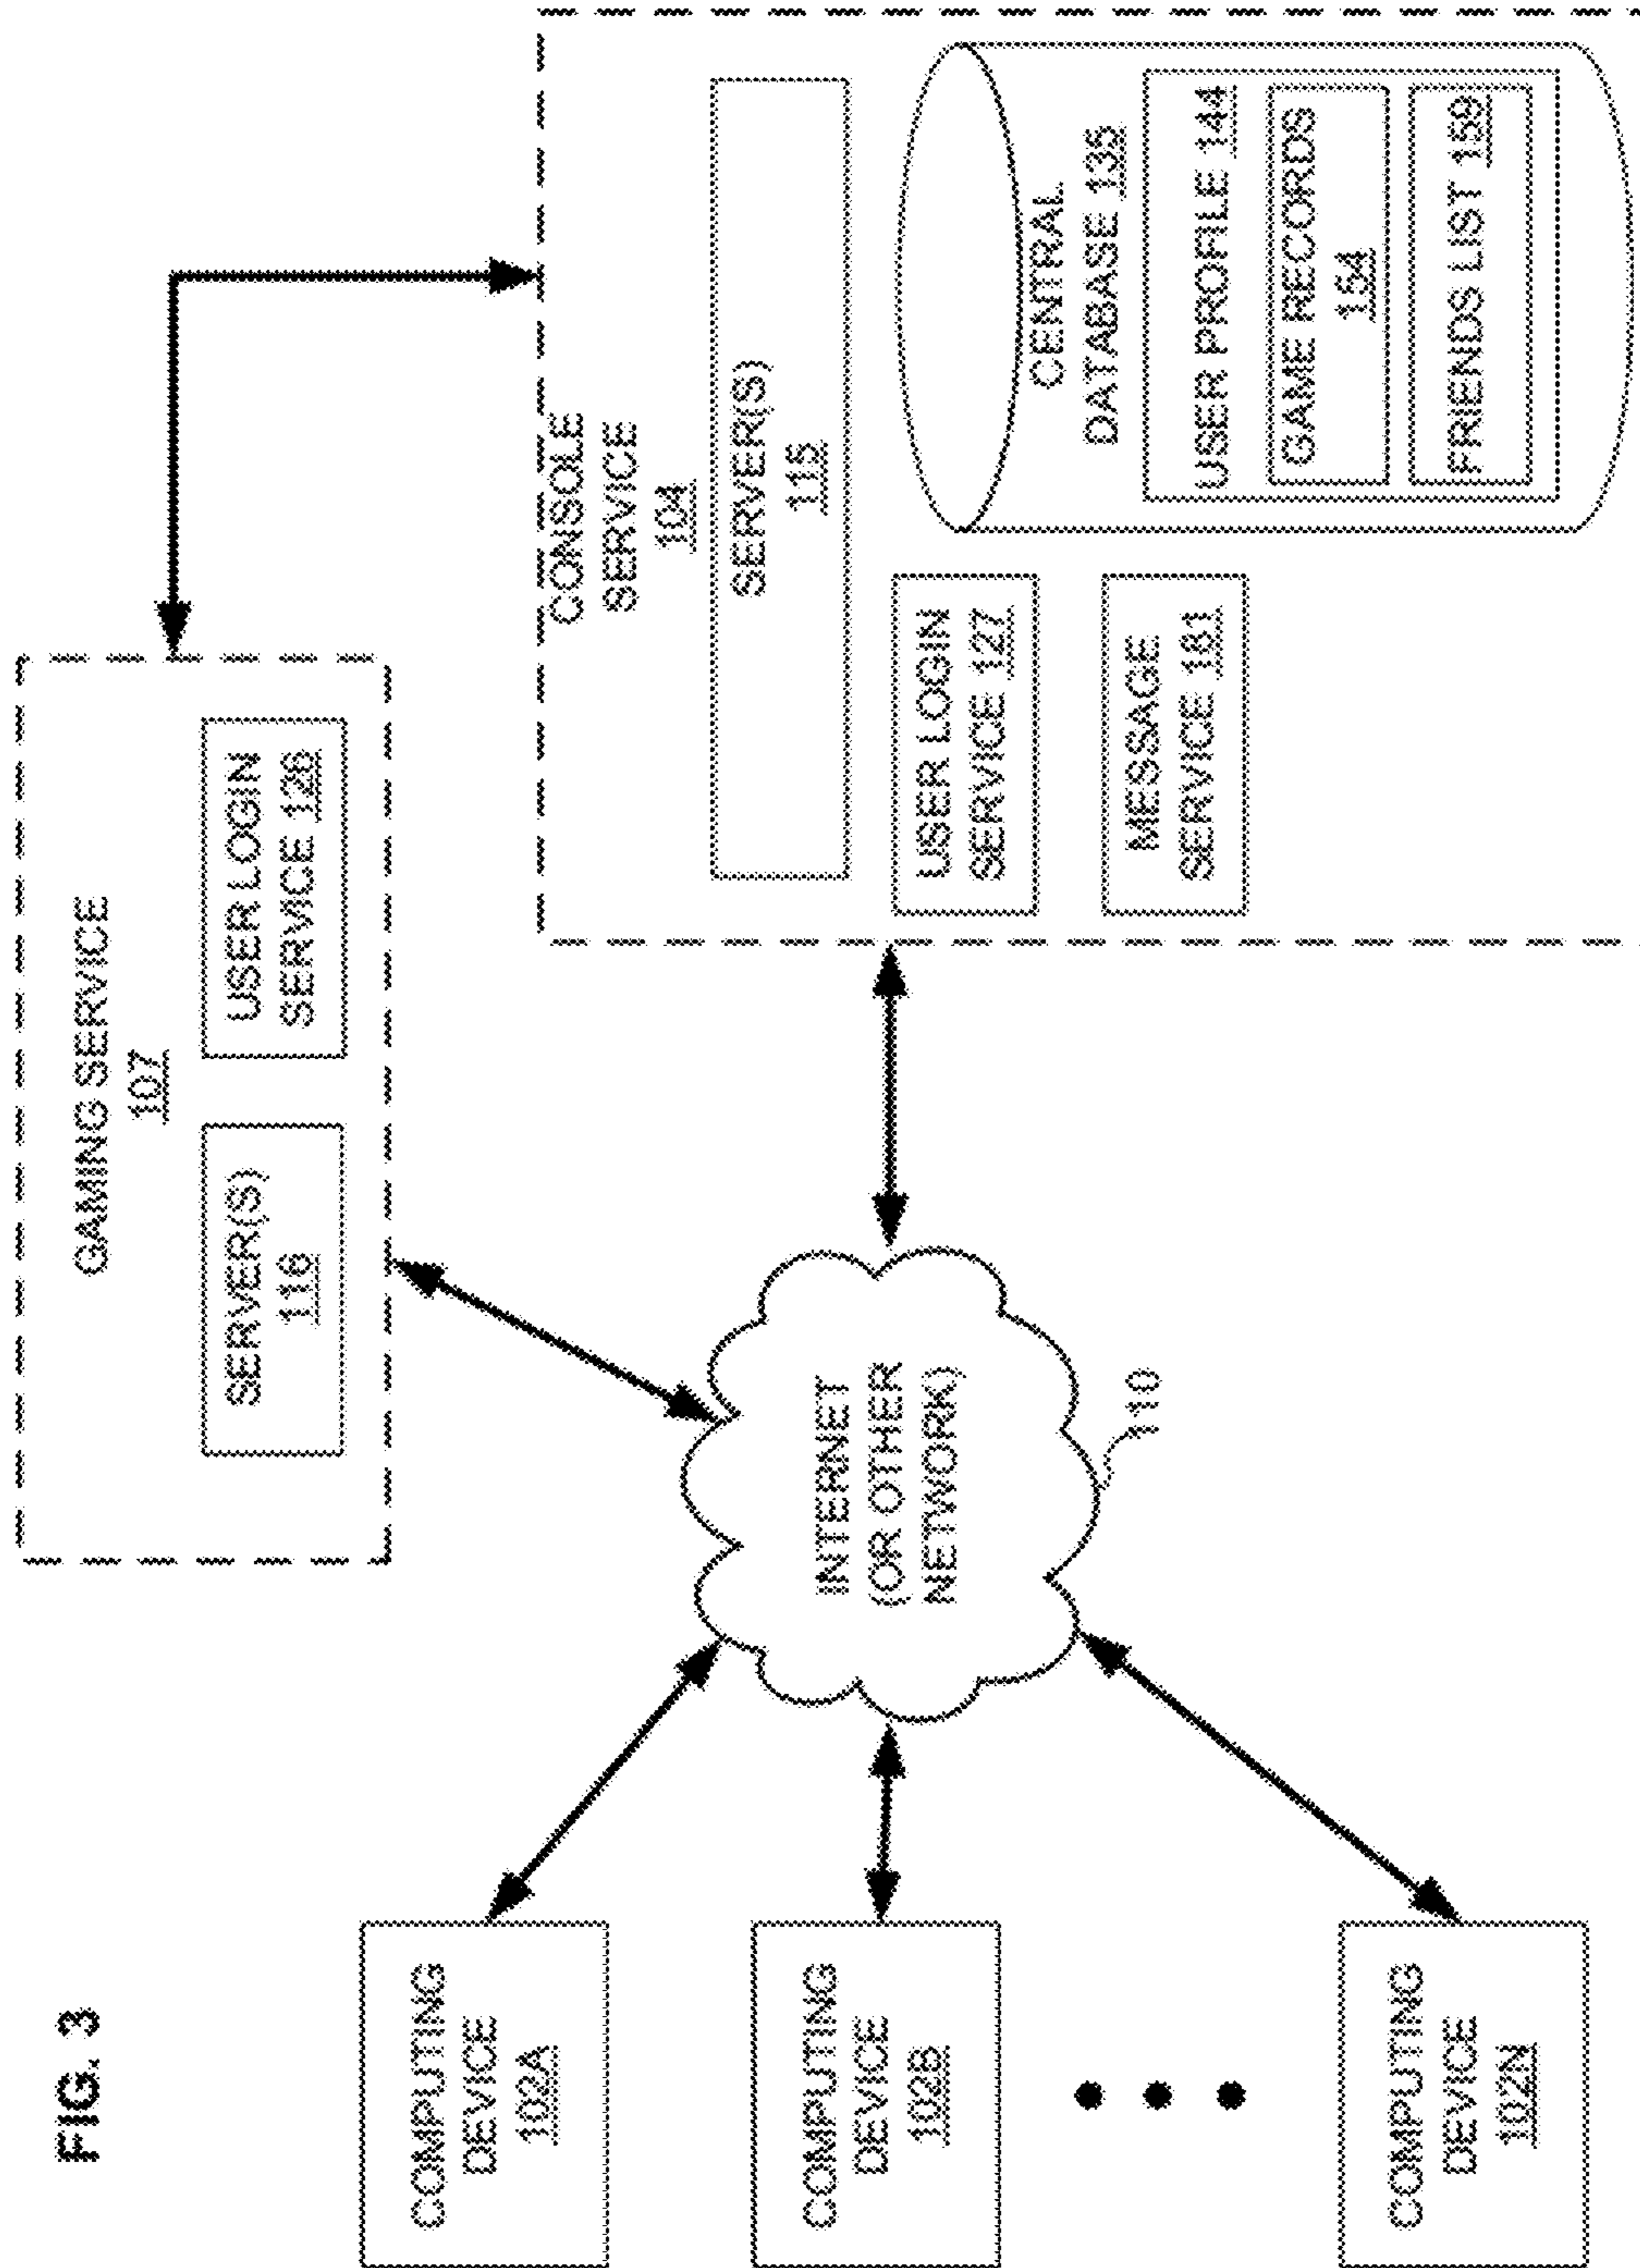 FIG. 3
GAMING SERVICE
107
SERVER(S)
116
USER LOGIN
SERVICE 126
COMPUTING
DEVICE
102A
COMPUTING
DEVICE
102B
COMPUTING
DEVICE
102N
INTERNET
(OR OTHER
NETWORK)
110
CONSOLE
SERVICE
104
SERVER(S)
115
USER LOGIN
SERVICE 127
MESSAGE
SERVICE 161
CENTRAL
DATABASE 135
USER PROFILE 144
GAME RECORDS
154
FRIENDS LIST 159